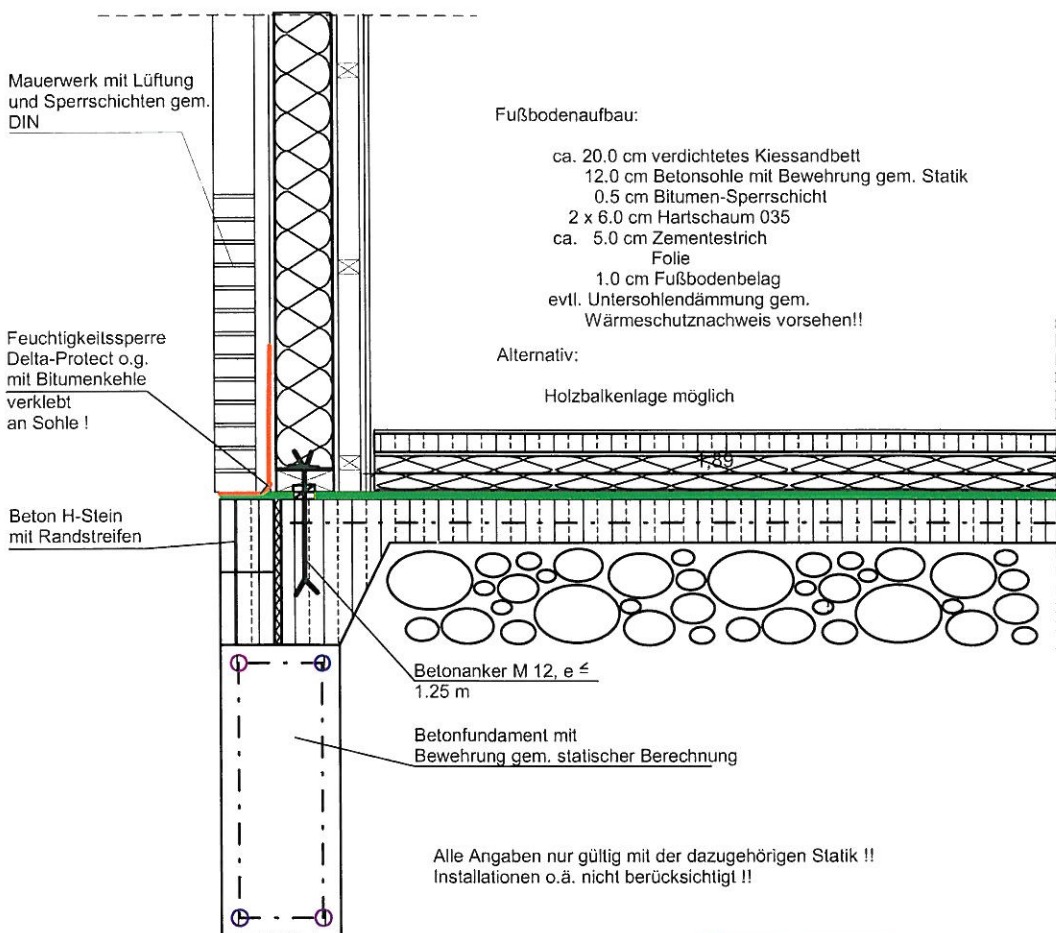 Mauerwerk mit Lüftung
und Sperrschichten gem.
DIN
Fußbodenaufbau:
ca. 20.0 cm verdichtetes Kiessandbett
12.0 cm Betonsohle mit Bewehrung gem. Statik
0.5 cm Bitumen-Sperrschicht
2 x 6.0 cm Hartschaum 035
ca. 5.0 cm Zementestrich
Folie
1.0 cm Fußbodenbelag
evtl. Untersohlendämmung gem.
Wärmeschutznachweis vorsehen!!
Alternativ:
Holzbalkenlage möglich
Feuchtigkeitssperre
Delta-Protect o.g.
mit Bitumenkehle
verklebt
an Sohle !
1,89
Beton H-Stein
mit Randstreifen
Betonanker M 12, e ≤
1.25 m
Betonfundament mit
Bewehrung gem. statischer Berechnung
Alle Angaben nur gültig mit der dazugehörigen Statik !!
Installationen o.ä. nicht berücksichtigt !!